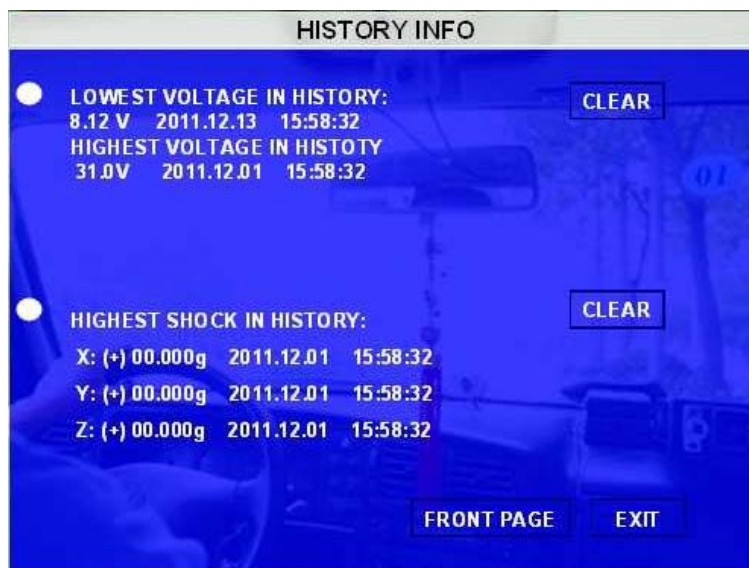 HISTORY INFO
LOWEST VOLTAGE IN HISTORY:
CLEAR
8.12 V 2011.12.13 15:58:32
HIGHEST VOLTAGE IN HISTOTY
31.0V 2011.12.01 15:58:32
01
HIGHEST SHOCK IN HISTORY:
CLEAR
X: (+) 00.000g 2011.12.01 15:58:32
Y: (+) 00.000g 2011.12.01 15:58:32
Z: (+) 00.000g 2011.12.01 15:58:32
FRONT PAGE EXIT